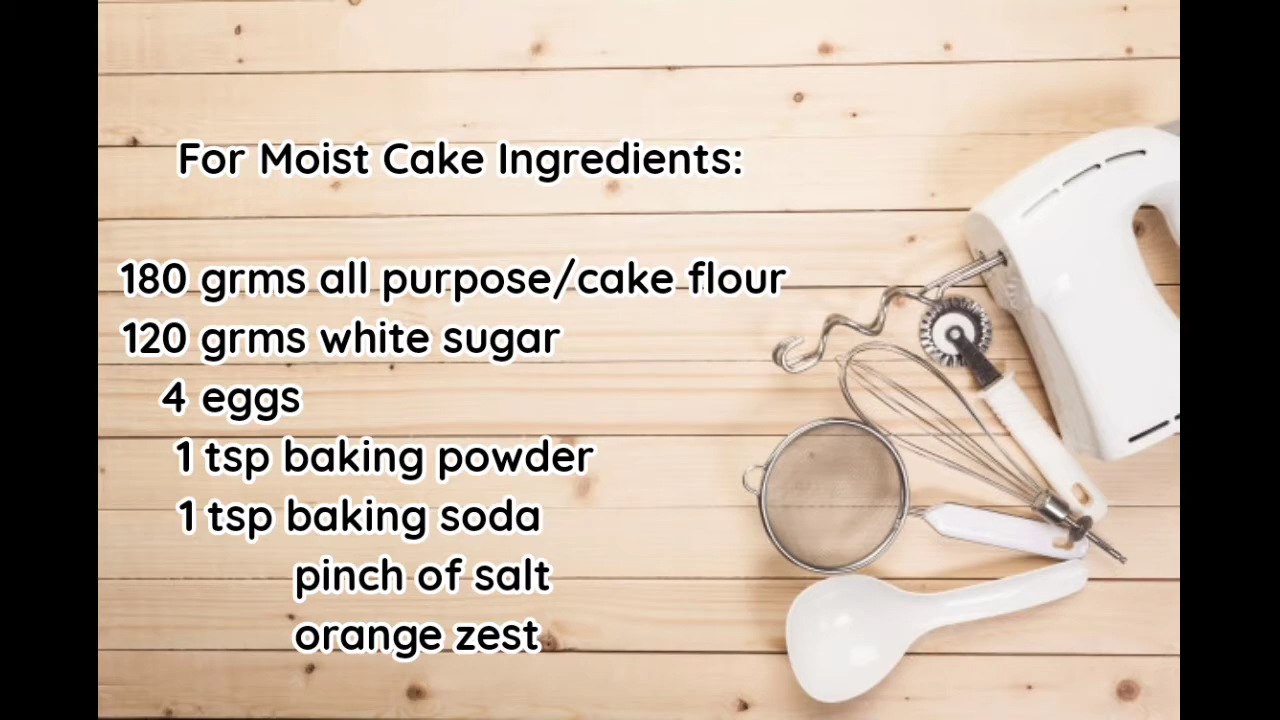 For Moist Cake Ingredients:
180 grms all purpose/cake flour
120 grms white sugar
4 eggs
1 tsp baking powder
1 tsp baking soda
pinch of salt
orange zest